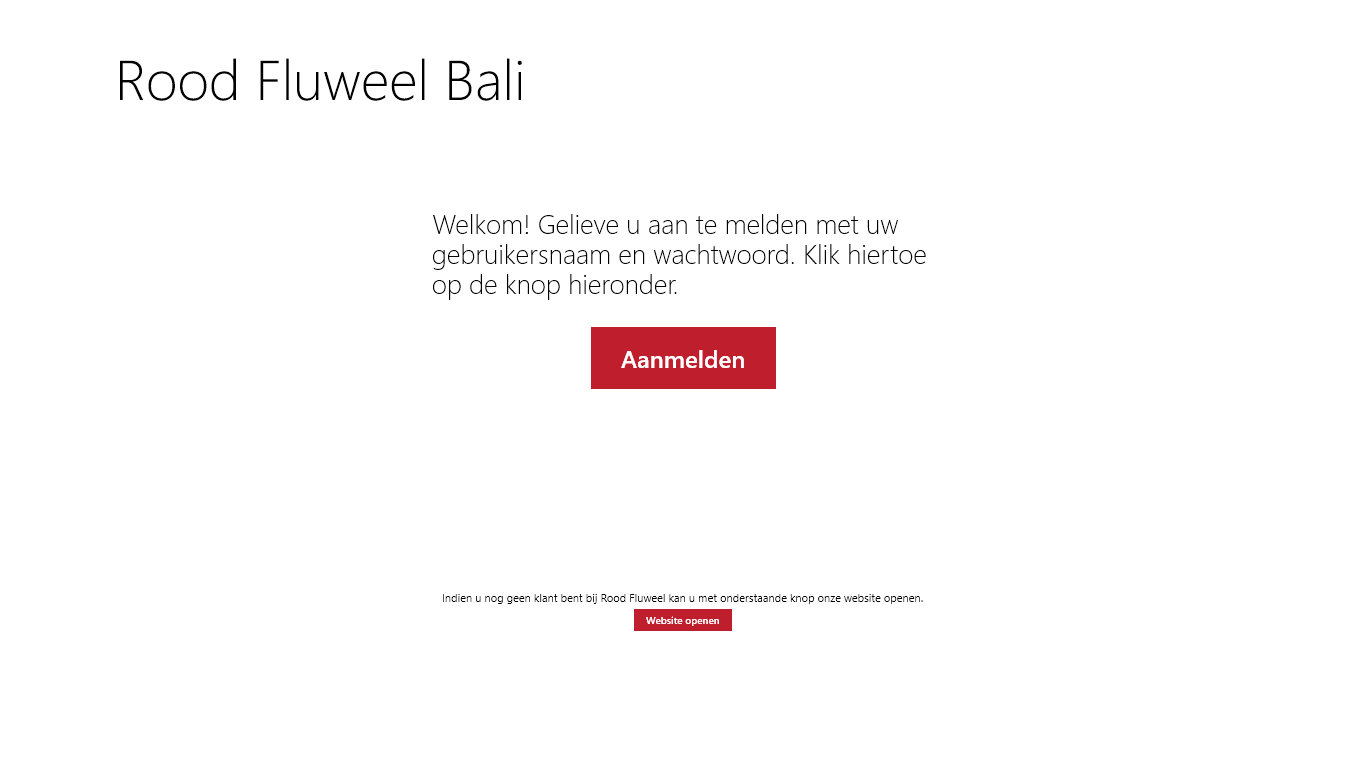 Rood Fluweel Bali
Welkom! Gelieve u aan te melden met uw
gebruikersnaam en wachtwoord. Klik hiertoe
op de knop hieronder.
Aanmelden
Indien u nog geen klant bent bij Rood Fluweel kan u met onderstaande knop onze website openen.
Website openen